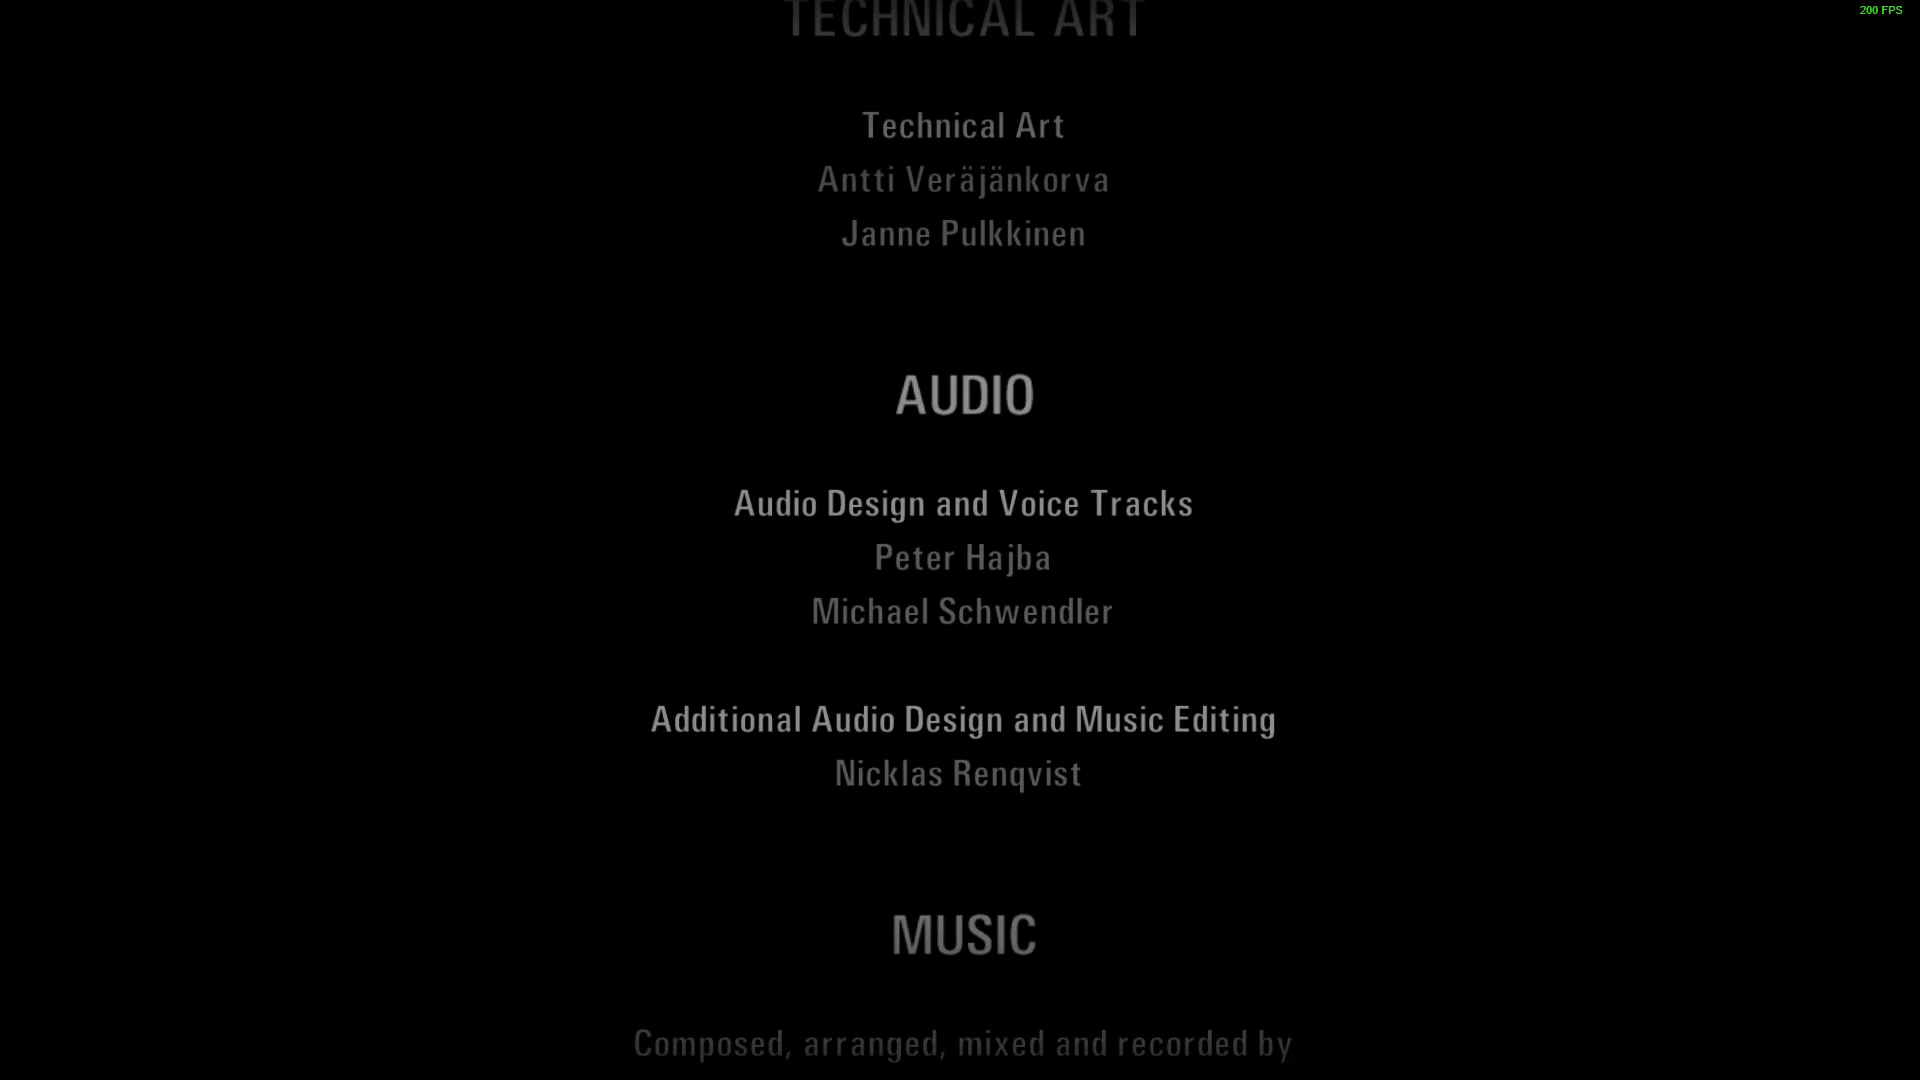 200 FPS
TECHNICAL ART
Technical Art
Antti Veräjänkorva
Janne Pulkkinen
AUDIO
Audio Design and Voice Tracks
Peter Hajba
Michael Schwendler
Additional Audio Design and Music Editing
Nicklas Renqvist
MUSIC
Composed, arranged, mixed and recorded by